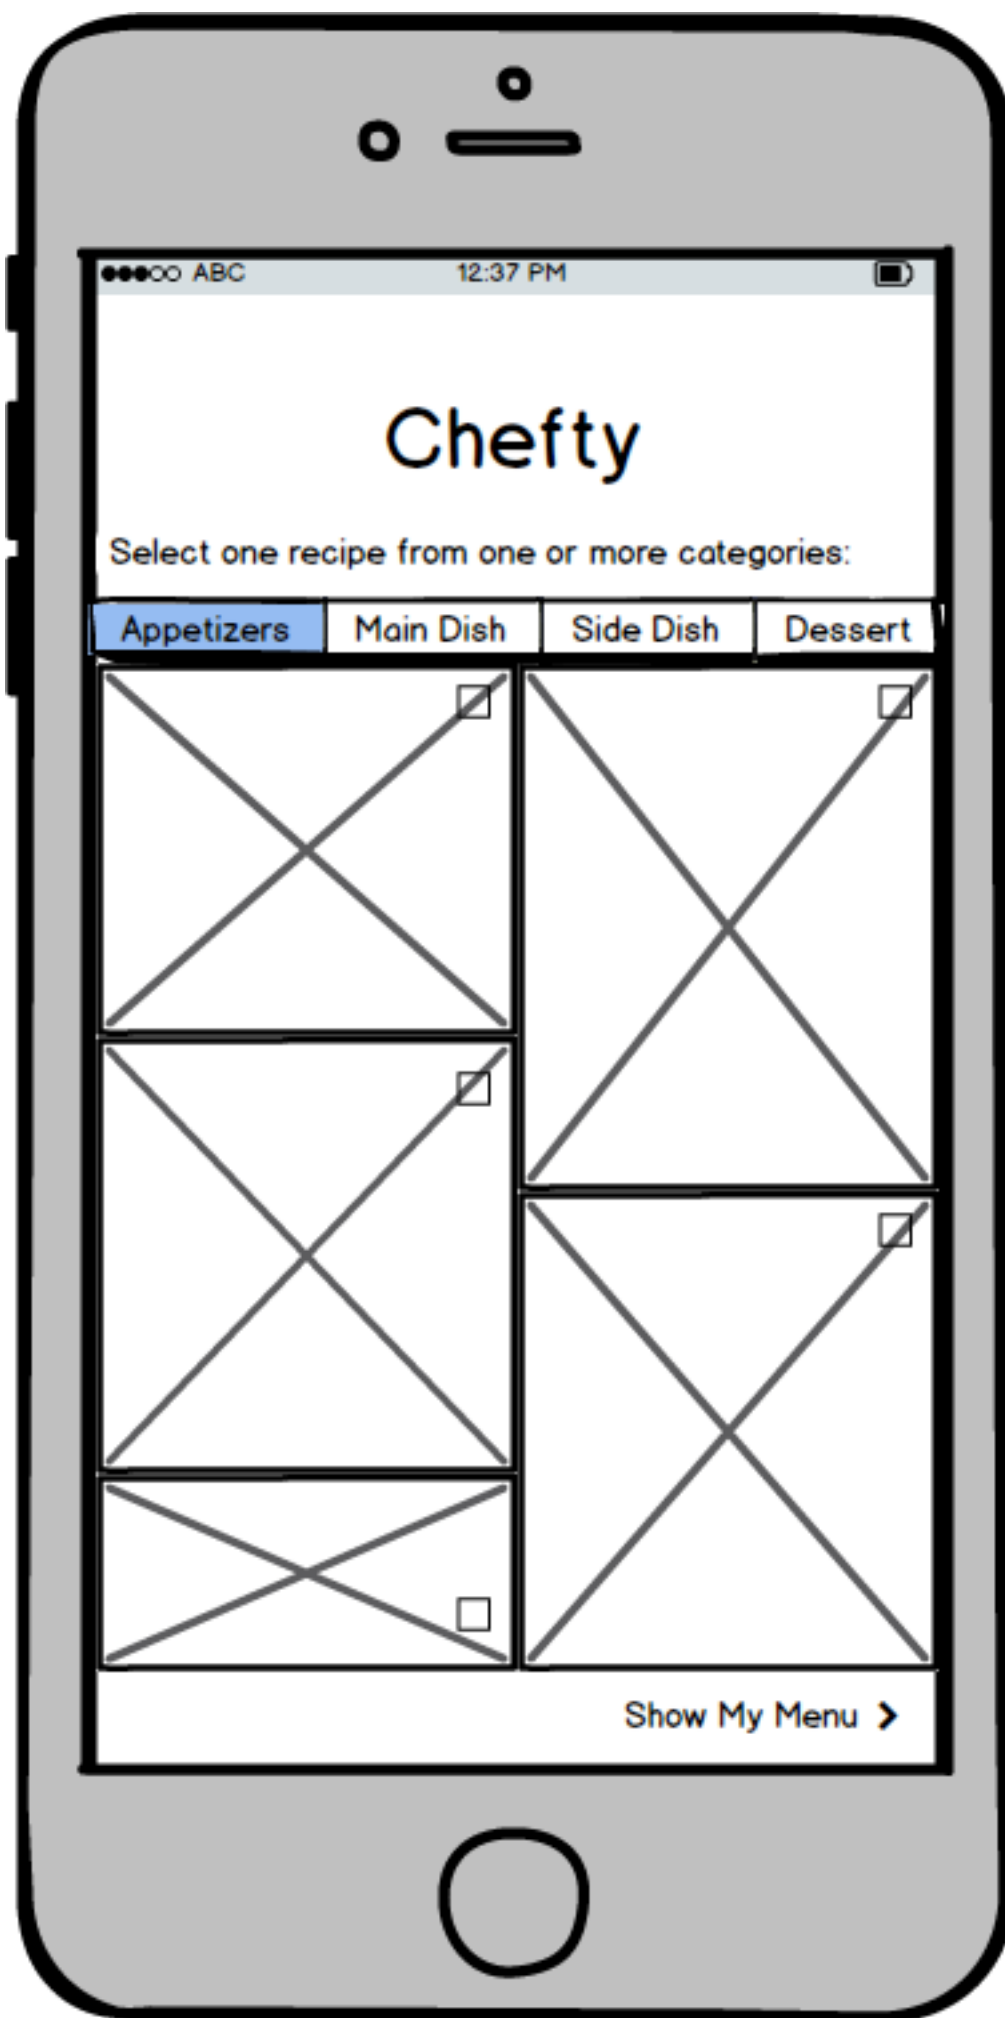 ABC 12:37 PM
Chefty
Select one recipe from one or more categories:
Appetizers Main Dish Side Dish Dessert
Show My Menu